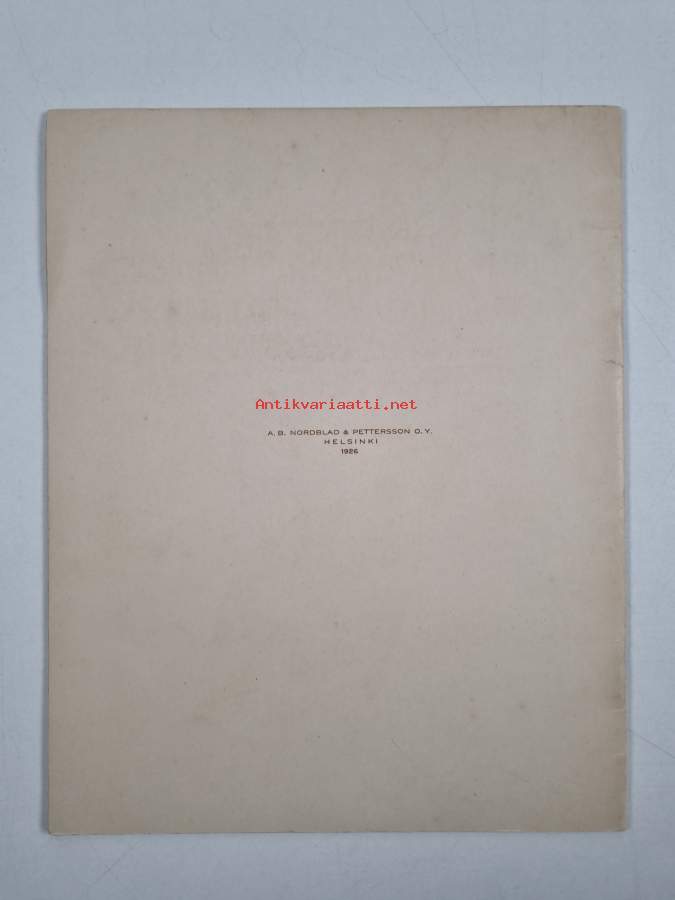 Antikvariaatti.net
A. B. NORDBLAD & PETTERSSON O. Y.
HELSINKI
1926